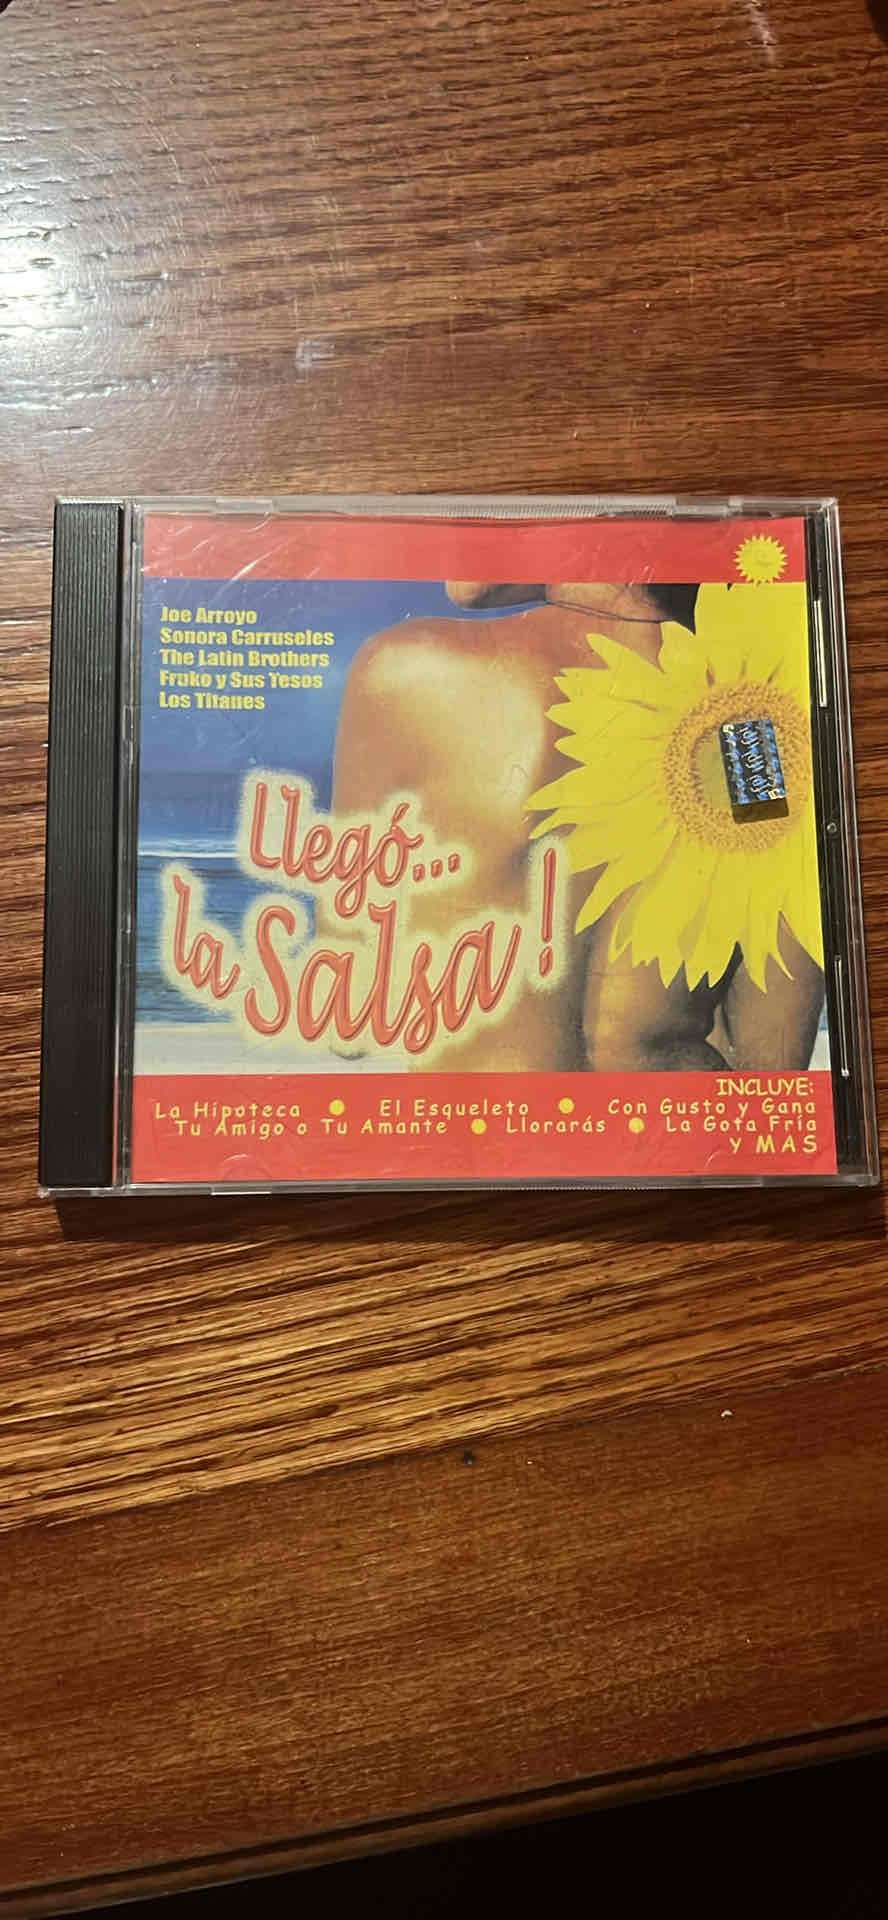 Joe Arroyo
Sonora Carruseles
The Latin Brothers
Fruko y Sus Tesos
Los Titanes
Llegó...
la Salsa!
INCLUYE:
La Hipoteca ● El Esqueleto ● Con Gusto y Gana
Tu Amigo o Tu Amante ● Llorarás ● La Gota Fría
Y MAS